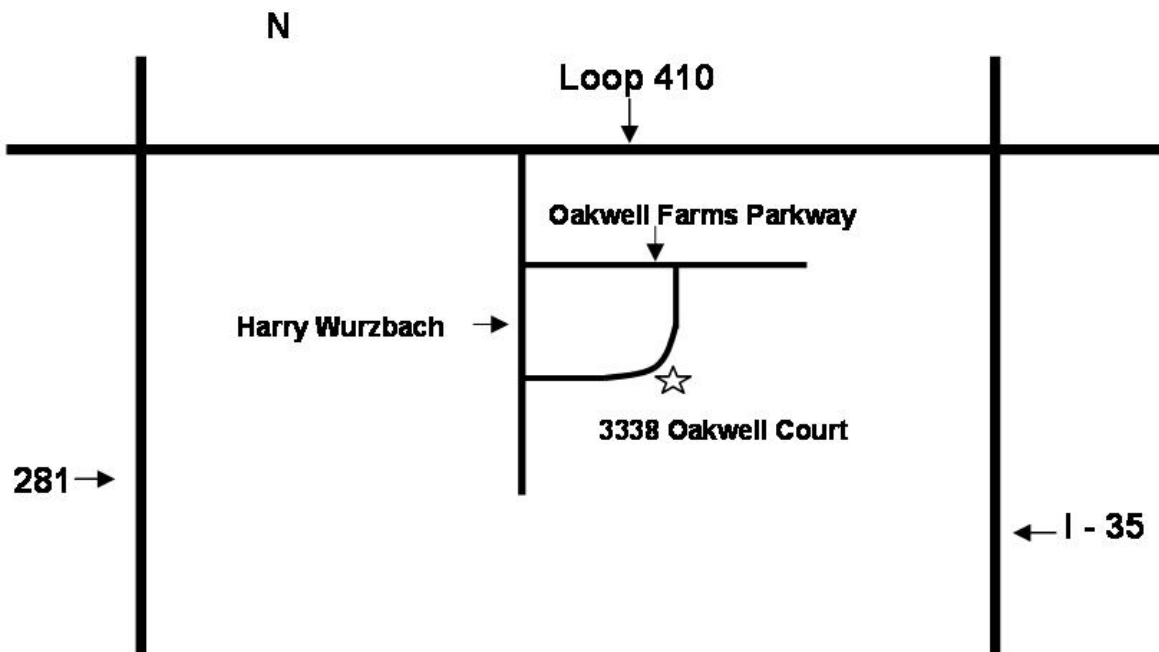 N
Loop 410
Oakwell Farms Parkway
Harry Wurzbach
3338 Oakwell Court
281
I - 35